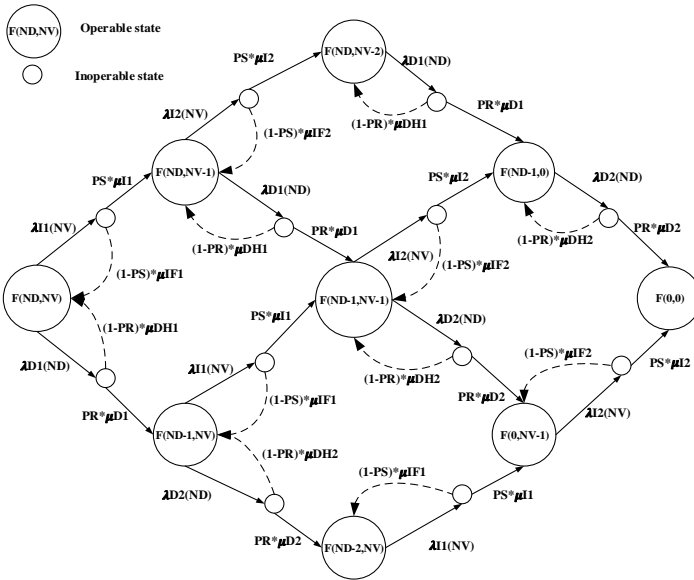 F(ND,NV)
Operable state
Inoperable state
F(ND,NV-2)
PS*μI2
λD1(ND)
λI2(NV)
(1-PS)*μIF2
(1-PR)*μDH1
PR*μD1
F(ND,NV-1)
PS*μI1
λD1(ND)
PS*μI2
F(ND-1,0)
λD2(ND)
λI1(NV)
(1-PR)*μDH1
PR*μD1
λI2(NV)
(1-PR)*μDH2
PR*μD2
(1-PS)*μIF1
(1-PS)*μIF2
F(ND,NV)
F(ND-1,NV-1)
F(0,0)
(1-PR)*μDH1
PS*μI1
λD2(ND)
λD1(ND)
λI1(NV)
(1-PR)*μDH2
(1-PS)*μIF2
PS*μI2
PR*μD1
(1-PS)*μIF1
PR*μD2
λI2(NV)
F(ND-1,NV)
F(0,NV-1)
(1-PR)*μDH2
(1-PS)*μIF1
λD2(ND)
PS*μI1
PR*μD2
F(ND-2,NV)
λI1(NV)